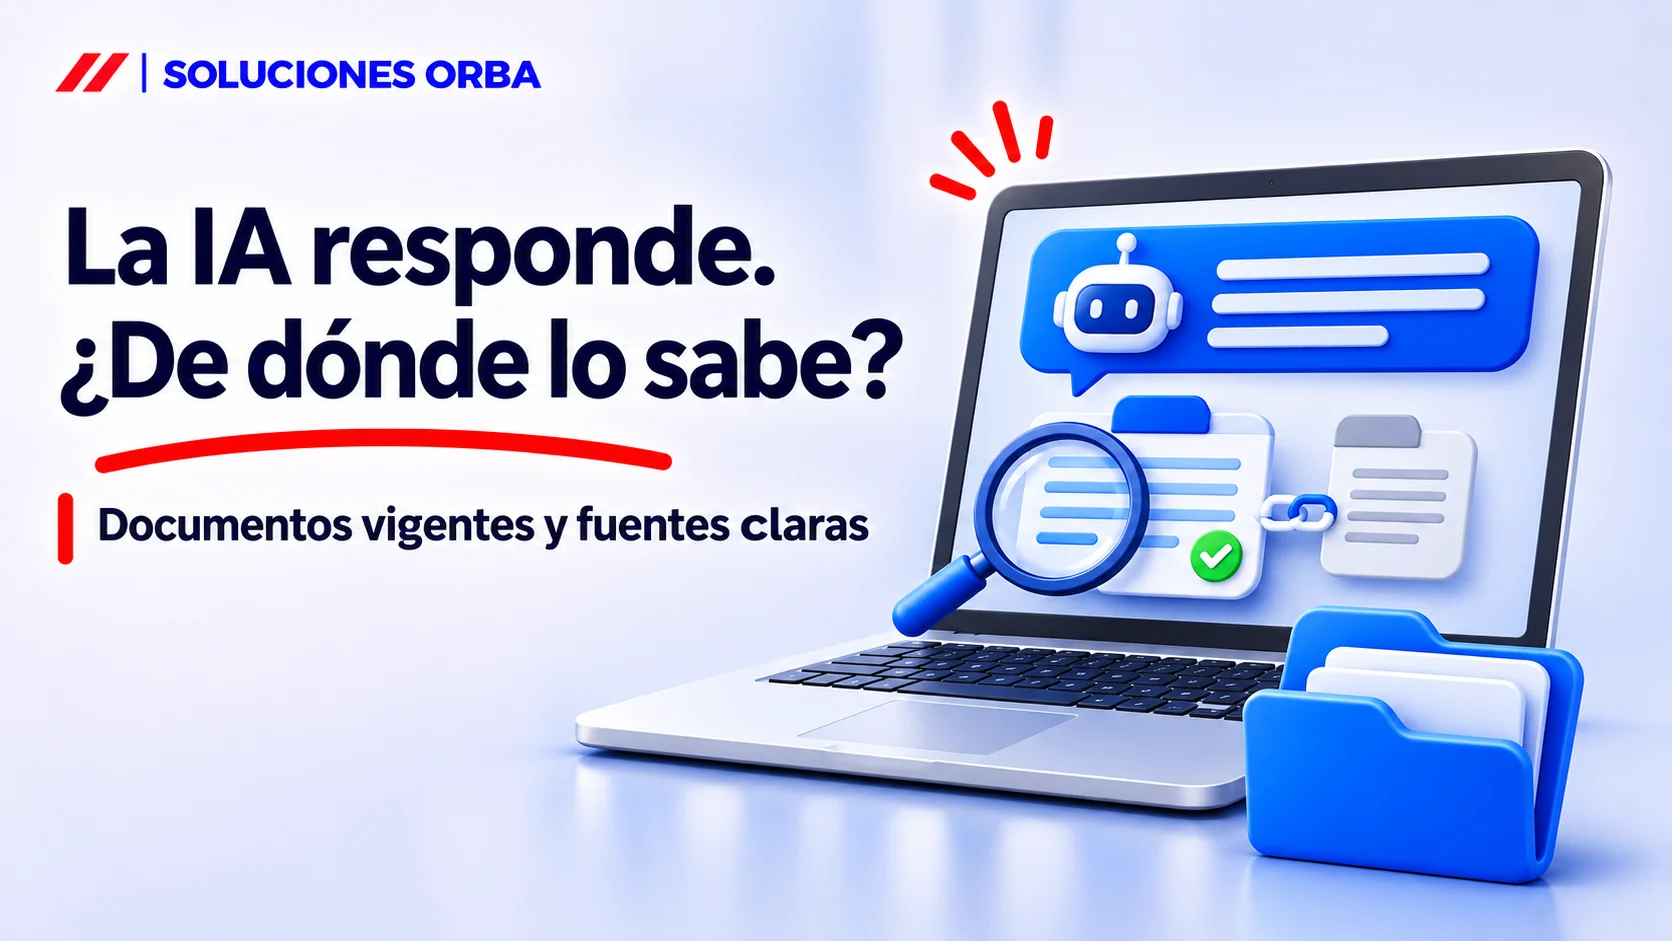 SOLUCIONES ORBA
La IA responde.
¿De dónde lo sabe?
Documentos vigentes y fuentes claras